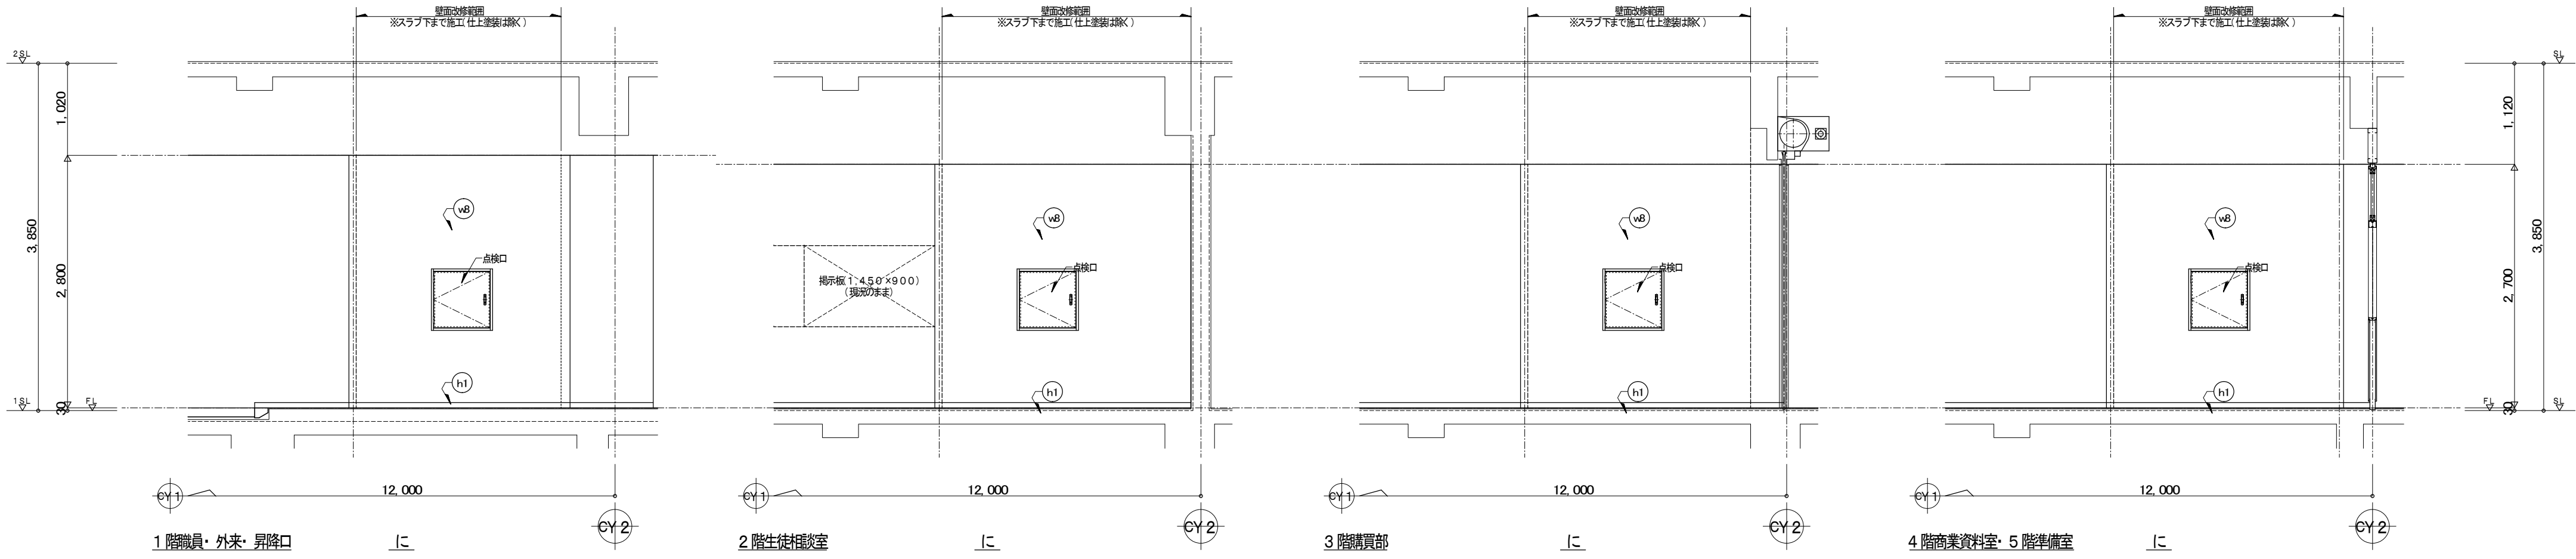 壁面改修範囲
※スラブ下まで施工(仕上塗装は除く)
壁面改修範囲
※スラブ下まで施工(仕上塗装は除く)
壁面改修範囲
※スラブ下まで施工(仕上塗装は除く)
壁面改修範囲
※スラブ下まで施工(仕上塗装は除く)
2SL
1,020
3,850
2,800
30
1SL
FL
w8
点検口
h1
掲示板(1,450×900)
(現況のまま)
w8
点検口
h1
w8
点検口
h1
w8
点検口
h1
SL
1,120
3,850
2,700
30
FL
SL
CY1
12,000
CY2
CY1
12,000
CY2
CY1
12,000
CY2
CY1
12,000
CY2
1階職員・外来・昇降口 に
2階生徒相談室 に
3階購買部 に
4階商業資料室・5階準備室 に